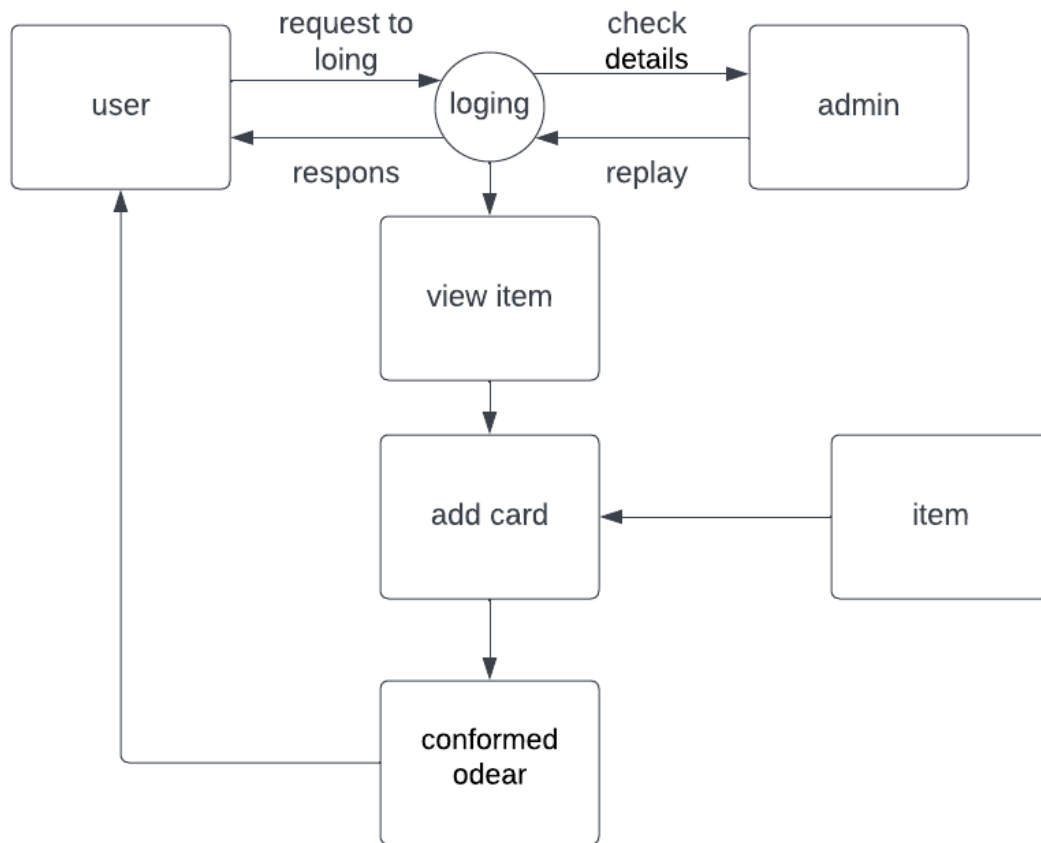 request to
loing
check
details
user
loging
admin
respons
replay
view item
add card
item
conformed
odear